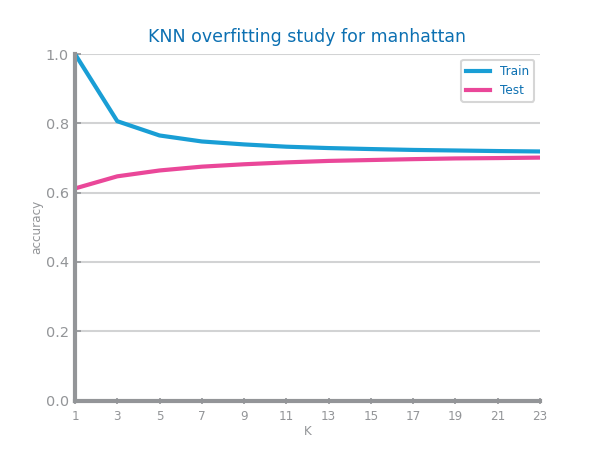 KNN overfitting study for manhattan
1.0
0.8
0.6
0.4
0.2
0.0
accuracy
Train
Test
1 3 5 7 9 11 13 15 17 19 21 23
K